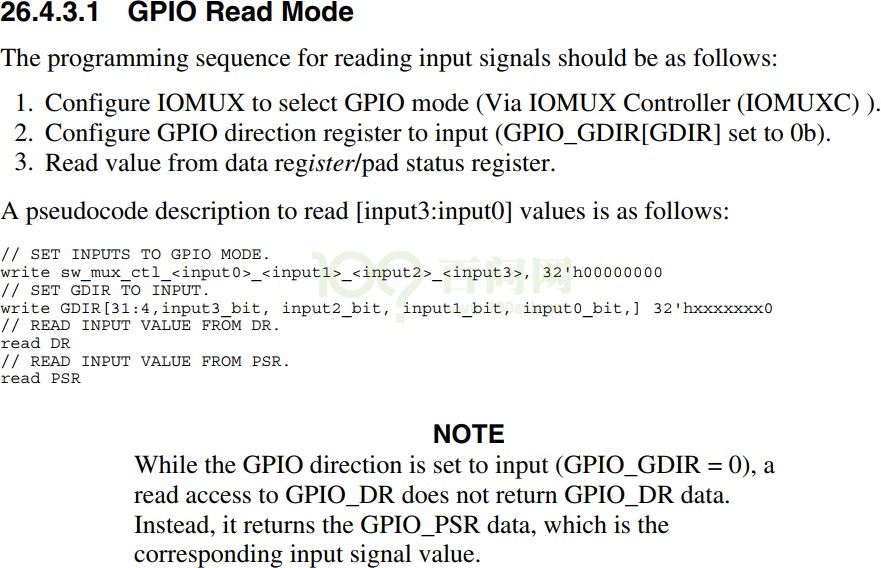 26.4.3.1 GPIO Read Mode
The programming sequence for reading input signals should be as follows:
1. Configure IOMUX to select GPIO mode (Via IOMUX Controller (IOMUXC) ).
2. Configure GPIO direction register to input (GPIO_GDIR[GDIR] set to 0b).
3. Read value from data register/pad status register.
A pseudocode description to read [input3:input0] values is as follows:
// SET INPUTS TO GPIO MODE.
write sw_mux_ctl_<input0>_<input1>_<input2>_<input3>, 32'h00000000
// SET GDIR TO INPUT.
write GDIR[31:4,input3_bit, input2_bit, input1_bit, input0_bit,] 32'hxxxxxxx0
// READ INPUT VALUE FROM DR.
read DR
// READ INPUT VALUE FROM PSR.
read PSR
100 百问网
NOTE
While the GPIO direction is set to input (GPIO_GDIR = 0), a
read access to GPIO_DR does not return GPIO_DR data.
Instead, it returns the GPIO_PSR data, which is the
corresponding input signal value.